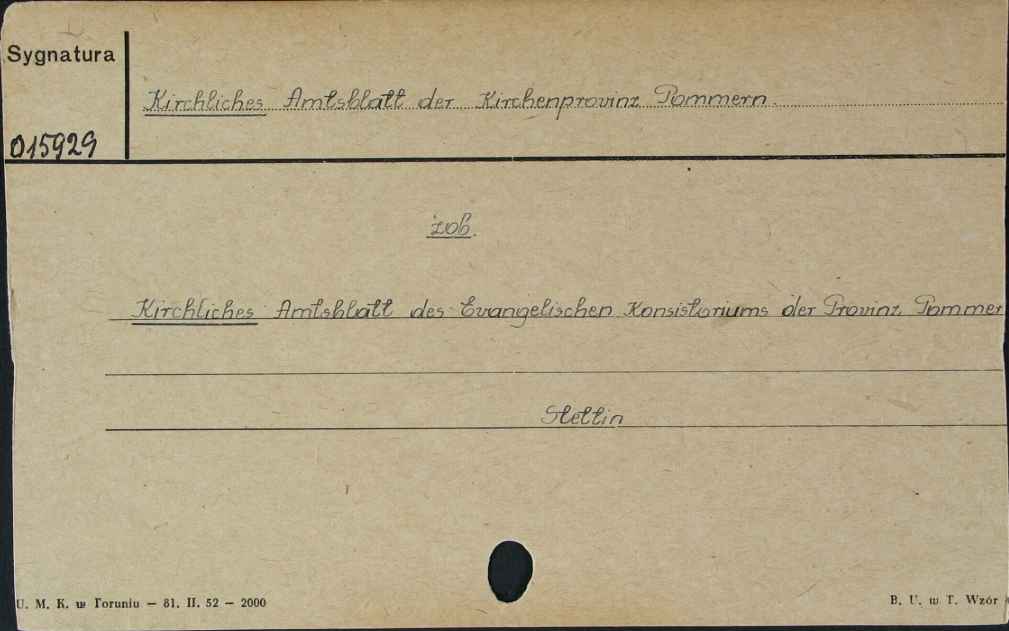 Sygnatura
Kirchliches Amtsblatt der Kirchenprovinz Pommern.
015929
zob.
Kirchliches Amtsblatt des Evangelischen Konsistoriums der Provinz Pommer
Stettin
U. M. K. w Toruniu — 81. II. 52 — 2000
B. U. w T. Wzór